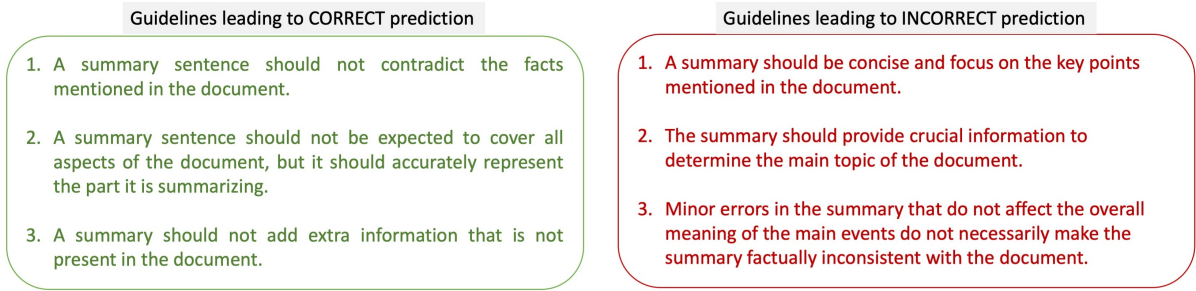 Guidelines leading to CORRECT prediction
1. A summary sentence should not contradict the facts
mentioned in the document.
2. A summary sentence should not be expected to cover all
aspects of the document, but it should accurately represent
the part it is summarizing.
3. A summary should not add extra information that is not
present in the document.
Guidelines leading to INCORRECT prediction
1. A summary should be concise and focus on the key points
mentioned in the document.
2. The summary should provide crucial information to
determine the main topic of the document.
3. Minor errors in the summary that do not affect the overall
meaning of the main events do not necessarily make the
summary factually inconsistent with the document.